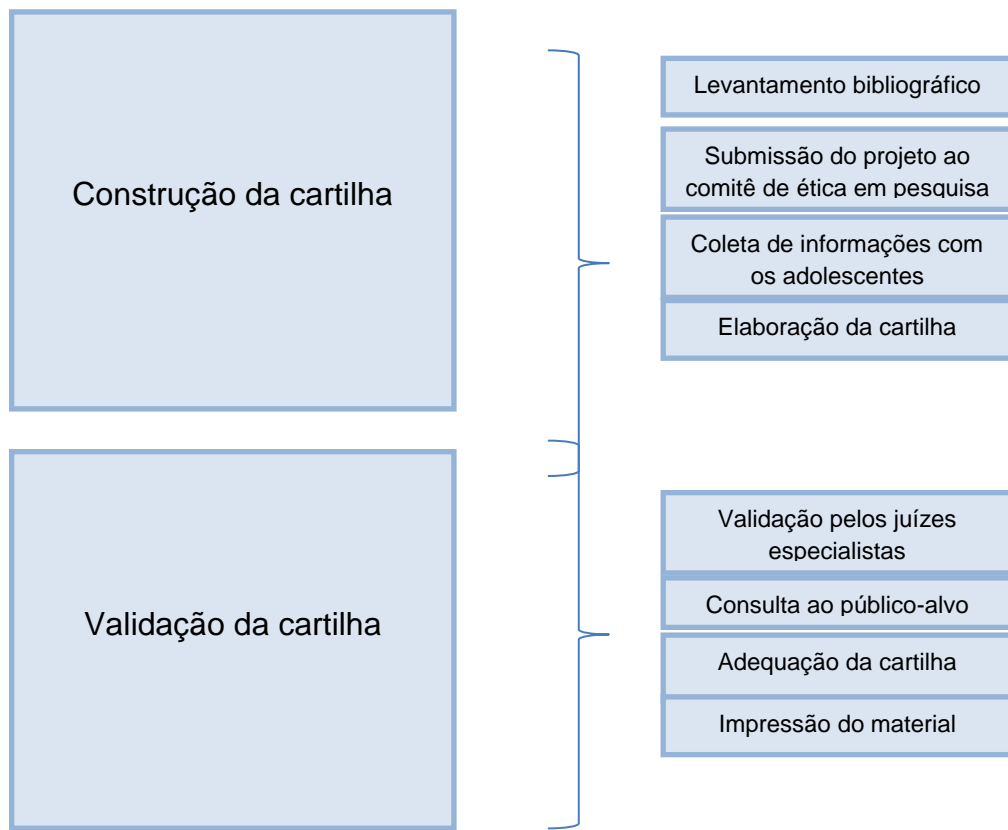 Construção da cartilha
Levantamento bibliográfico
Submissão do projeto ao
comitê de ética em pesquisa
Coleta de informações com
os adolescentes
Elaboração da cartilha
Validação da cartilha
Validação pelos juízes
especialistas
Consulta ao público-alvo
Adequação da cartilha
Impressão do material